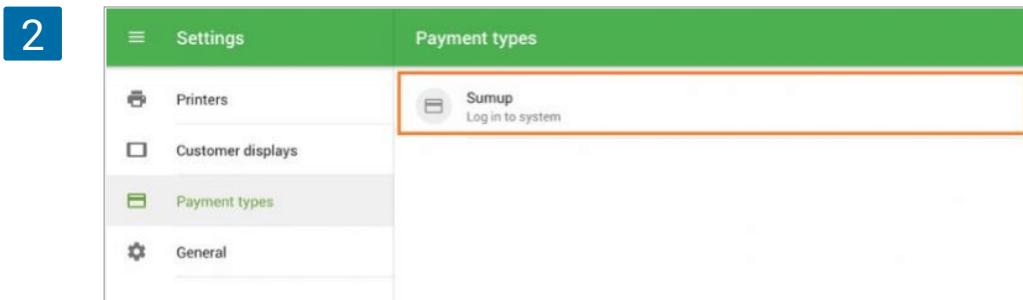 2
Settings
Payment types
Printers
Customer displays
Payment types
General
Sumup
Log in to system